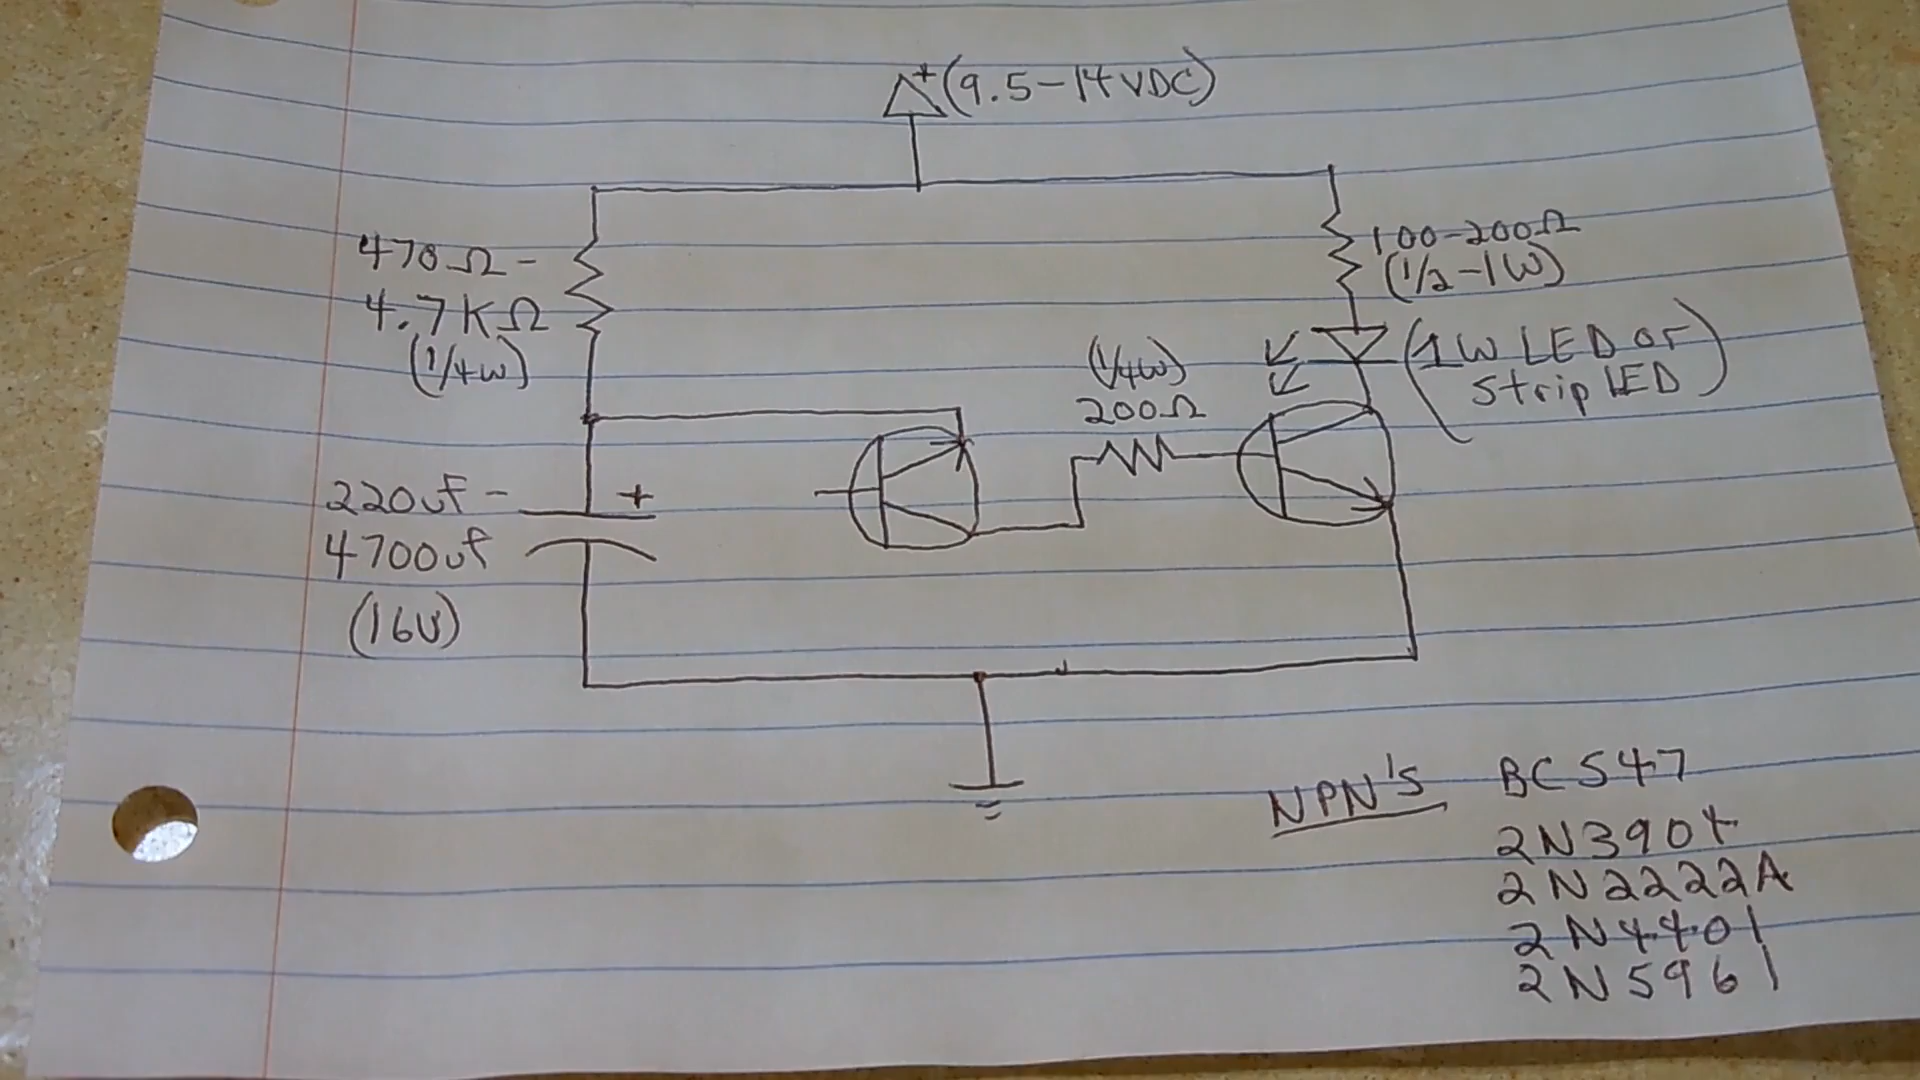 +(9.5-14VDC)
470Ω-
4.7KΩ
(1/4W)
100-200Ω
(1/2-1W)
(1W LED or
Strip LED)
(1/4W)
200Ω
220uf-
4700uf
(16V)
+
NPN's
BC547
2N3904
2N2222A
2N4401
2N5961